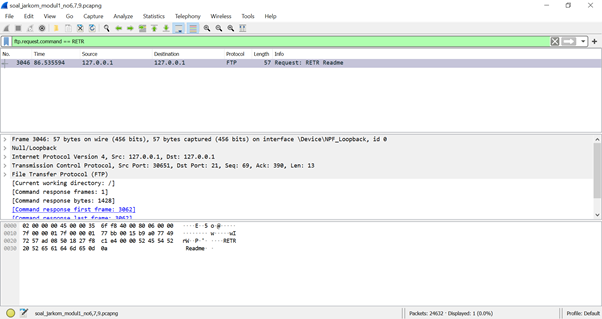 soal_jarkom_modul1_no6,7,9.pcapng
File Edit View Go Capture Analyze Statistics Telephony Wireless Tools Help
ftp.request.command == RETR
No. Time Source Destination Protocol Length Info
3046 86.535594 127.0.0.1 127.0.0.1 FTP 57 Request: RETR Readme
Frame 3046: 57 bytes on wire (456 bits), 57 bytes captured (456 bits) on interface \Device\NPF_Loopback, id 0
Null/Loopback
Internet Protocol Version 4, Src: 127.0.0.1, Dst: 127.0.0.1
Transmission Control Protocol, Src Port: 30651, Dst Port: 21, Seq: 69, Ack: 390, Len: 13
File Transfer Protocol (FTP)
[Current working directory: /]
[Command response frames: 1]
[Command response bytes: 1428]
[Command response first frame: 3062]
[Command response last frame: 3062]
0000 02 00 00 00 45 00 00 35 6f f8 40 00 80 06 00 00 ····E··5 o·@·····
0010 7f 00 00 01 7f 00 00 01 77 bb 00 15 b9 a0 77 49 ········ w·····wI
0020 72 57 ad 08 50 18 27 f8 c1 e4 00 00 52 45 54 52 rW··P·'· ····RETR
0030 20 52 65 61 64 6d 65 0d 0a Readme· ·
soal_jarkom_modul1_no6,7,9.pcapng Packets: 24632 · Displayed: 1 (0.0%) Profile: Default